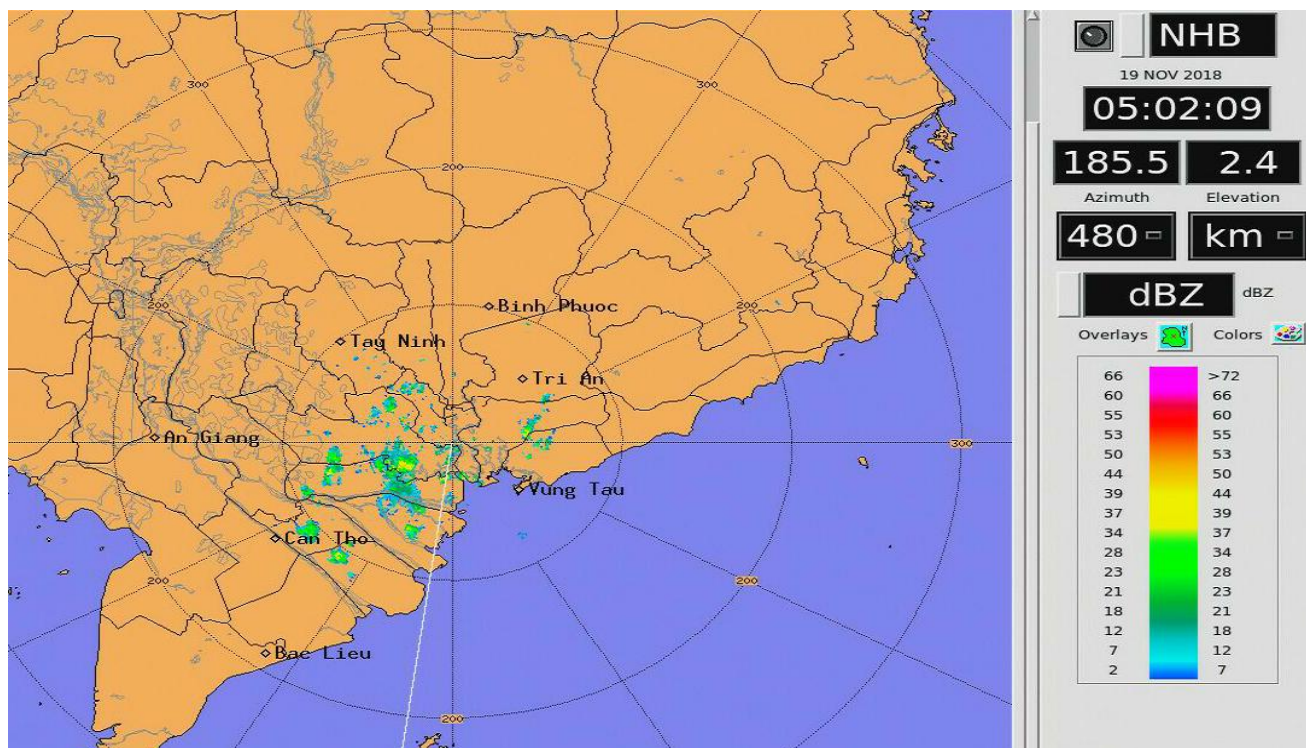 NHB
19 NOV 2018
05:02:09
185.5 2.4
Azimuth Elevation
480 km
dBZ dBZ
Overlays Colors
66 >72
60 66
55 60
53 55
50 53
44 50
39 44
37 39
34 37
28 34
23 28
21 23
18 21
12 18
7 12
2 7
300 300
200
200 Binh Phuoc 200
Tay Ninh
Tri An
An Giang 300
Vung Tau
Can Tho
200 200
Bac Lieu
200